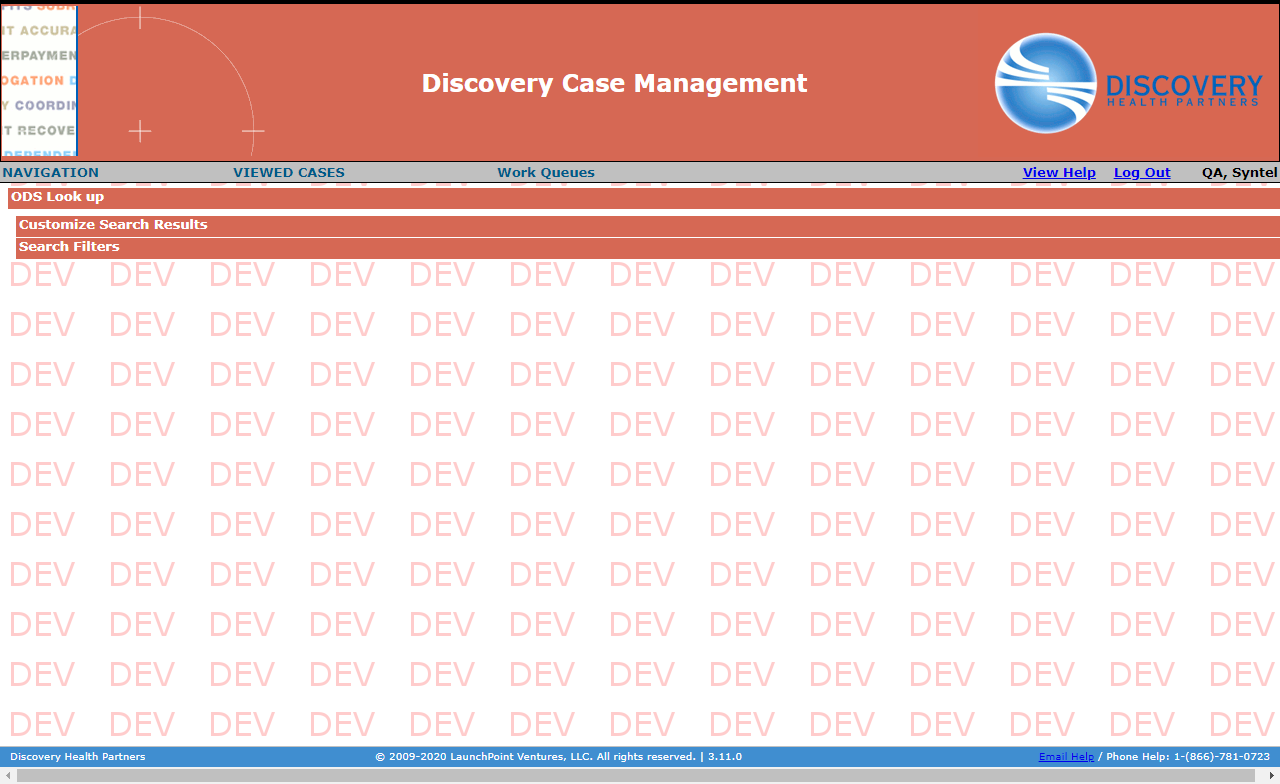 FITS SUBR
IT ACCURA
ERPAYMEN
OGATION D
Y COORDIN
T RECOVE
DEPENDE
Discovery Case Management
DISCOVERY
HEALTH PARTNERS
NAVIGATION VIEWED CASES Work Queues View Help Log Out QA, Syntel
ODS Look up
Customize Search Results
Search Filters
DEV DEV DEV DEV DEV DEV DEV DEV DEV DEV DEV DEV DEV
DEV DEV DEV DEV DEV DEV DEV DEV DEV DEV DEV DEV DEV
DEV DEV DEV DEV DEV DEV DEV DEV DEV DEV DEV DEV DEV
DEV DEV DEV DEV DEV DEV DEV DEV DEV DEV DEV DEV DEV
DEV DEV DEV DEV DEV DEV DEV DEV DEV DEV DEV DEV DEV
DEV DEV DEV DEV DEV DEV DEV DEV DEV DEV DEV DEV DEV
DEV DEV DEV DEV DEV DEV DEV DEV DEV DEV DEV DEV DEV
DEV DEV DEV DEV DEV DEV DEV DEV DEV DEV DEV DEV DEV
DEV DEV DEV DEV DEV DEV DEV DEV DEV DEV DEV DEV DEV
DEV DEV DEV DEV DEV DEV DEV DEV DEV DEV DEV DEV DEV
Discovery Health Partners © 2009-2020 LaunchPoint Ventures, LLC. All rights reserved. | 3.11.0 Email Help / Phone Help: 1-(866)-781-0723